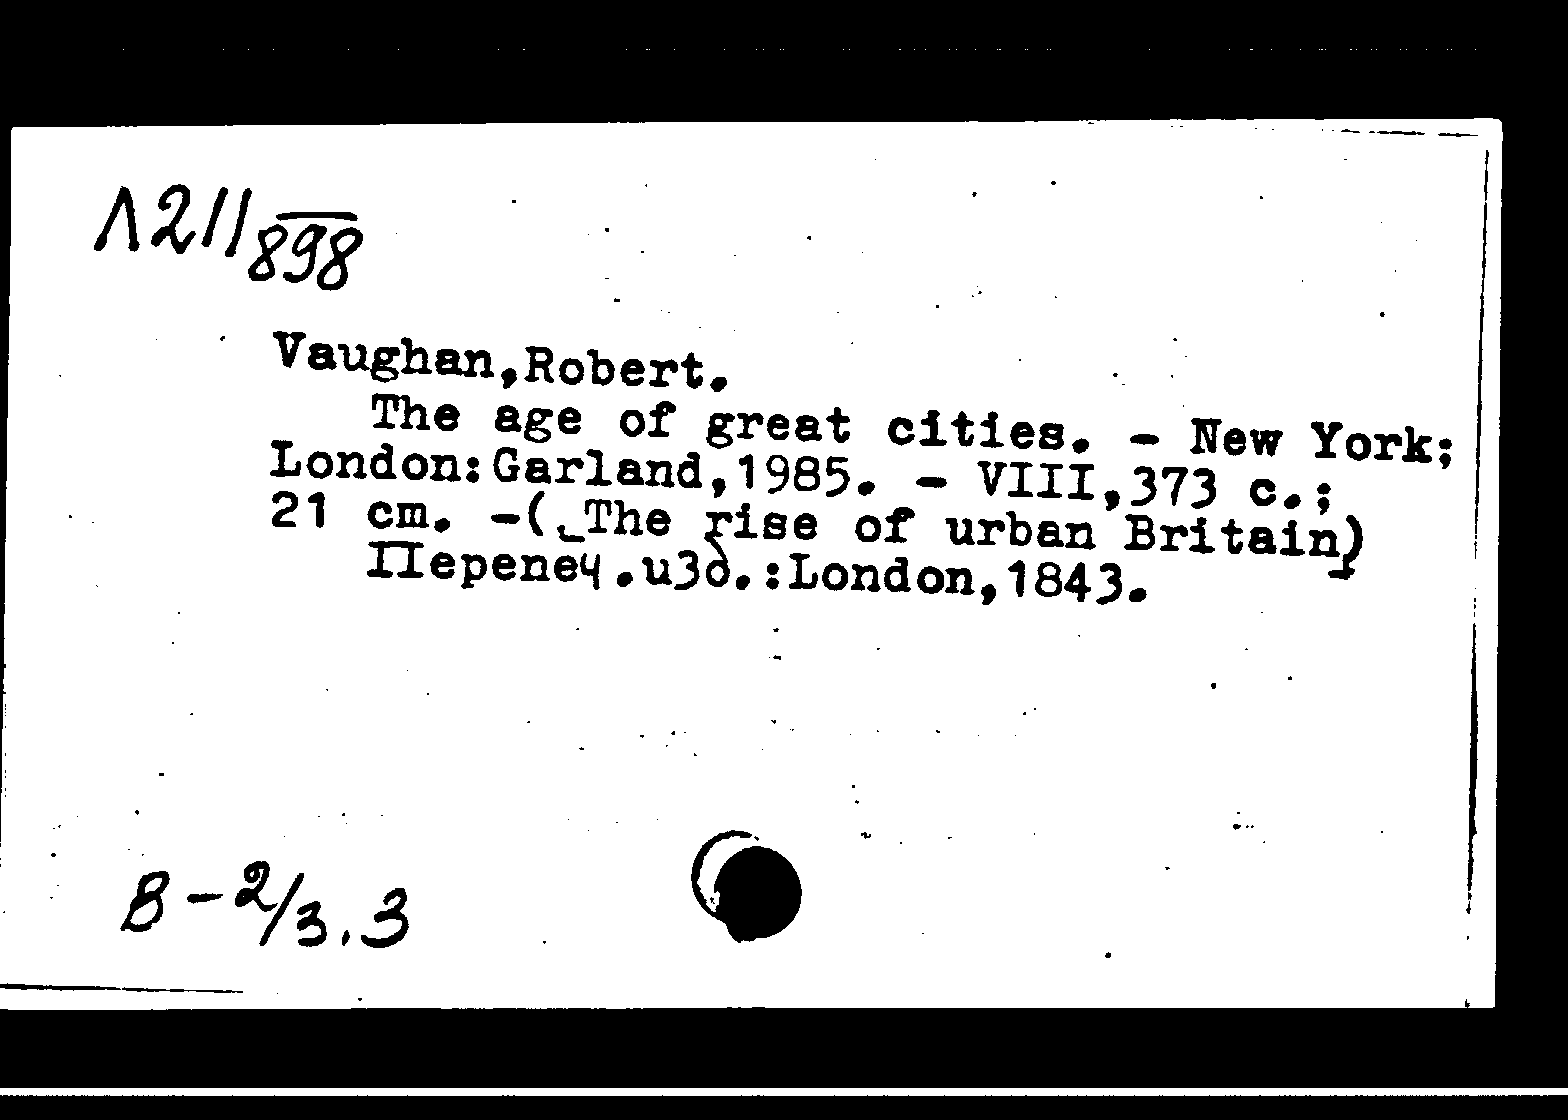 Л211/898
Vaughan,Robert.
The age of great cities. - New York;
London:Garland,1985. - VIII,373 c.;
21 cm. -(The rise of urban Britain)
Перепеч.изд.:London,1843.
В-2/3.3